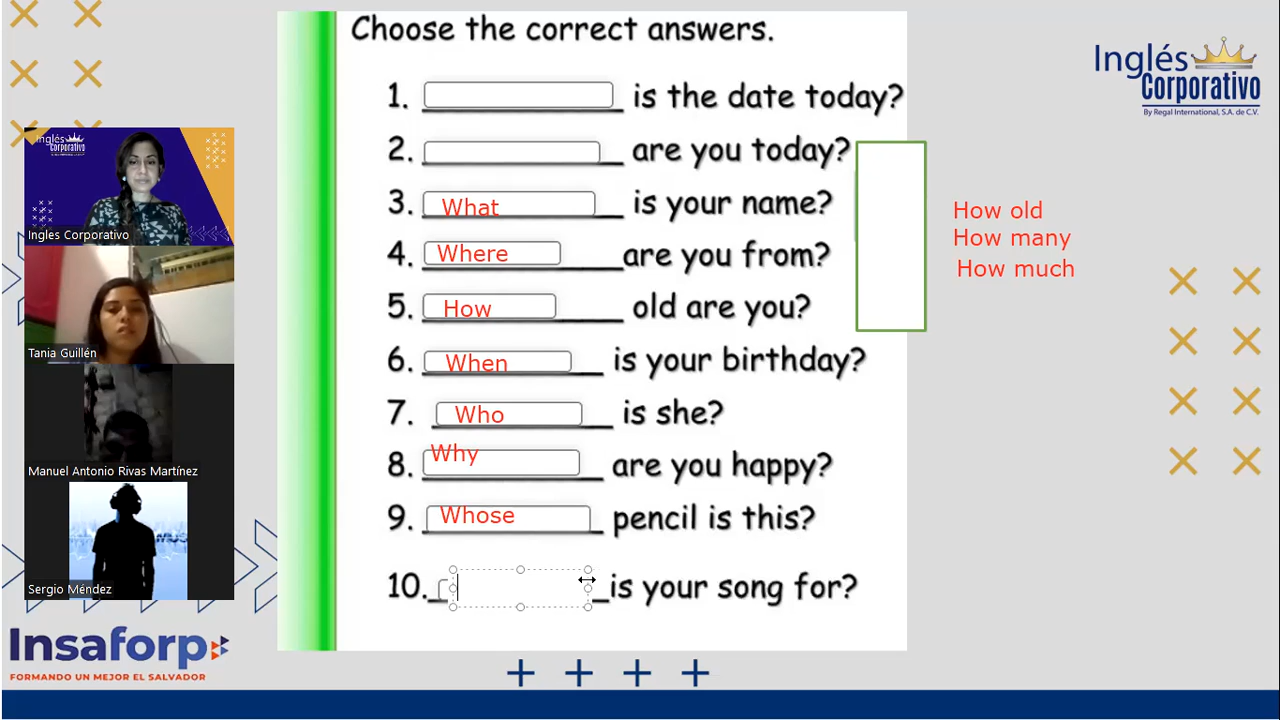 Choose the correct answers.
1. is the date today?
2. are you today?
3. What is your name?
4. Where are you from?
5. How old are you?
6. When is your birthday?
7. Who is she?
8. Why are you happy?
9. Whose pencil is this?
10. is your song for?
How old
How many
How much
Inglés
Corporativo
By Regal International, S.A. de C.V.
Inglés
Corporativo
Ingles Corporativo
Tania Guillén
Manuel Antonio Rivas Martínez
Sergio Méndez
Insaforp
FORMANDO UN MEJOR EL SALVADOR